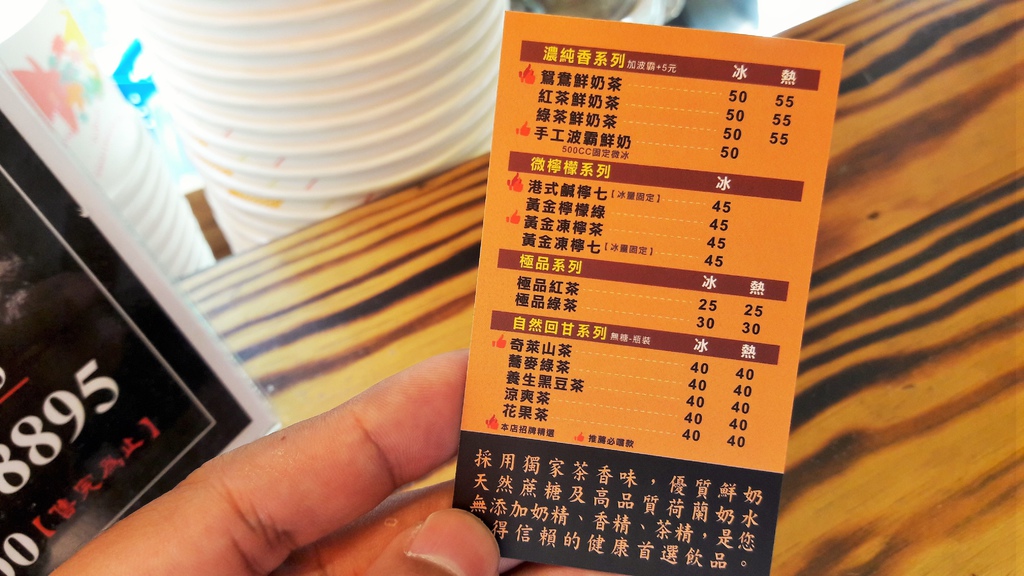 濃純香系列 加波霸+5元 冰 熱
鴛鴦鮮奶茶 50 55
紅茶鮮奶茶 50 55
綠茶鮮奶茶 50 55
手工波霸鮮奶 50
500CC固定微冰
微檸檬系列 冰
港式鹹檸七【冰量固定】 45
黃金檸檬綠 45
黃金凍檸茶 45
黃金凍檸七【冰量固定】 45
極品系列 冰 熱
極品紅茶 25 25
極品綠茶 30 30
自然回甘系列 無糖-瓶裝 冰 熱
奇萊山茶 40 40
蕎麥綠茶 40 40
養生黑豆茶 40 40
涼爽茶 40 40
花果茶 40 40
本店招牌精選 推薦必嚐飲
採用獨家茶香味，優質鮮奶
天然蔗糖及高品質荷蘭奶水
無添加奶精、香精、茶精，是您
得信賴的健康首選飲品。
8895
00【售完為止】